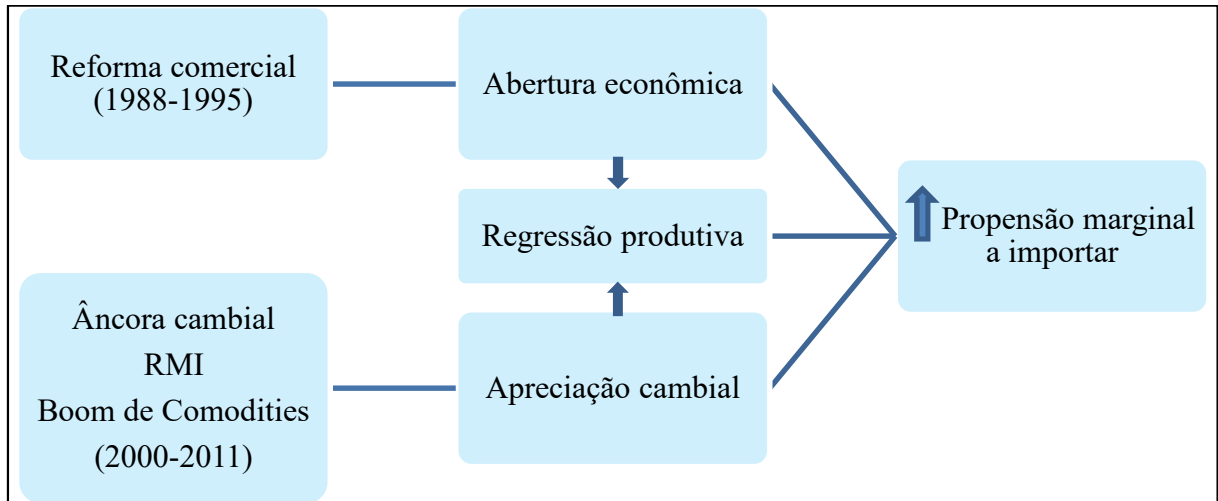 Reforma comercial
(1988-1995)
Abertura econômica
Regressão produtiva
Propensão marginal
a importar
Âncora cambial
RMI
Boom de Comodities
(2000-2011)
Apreciação cambial